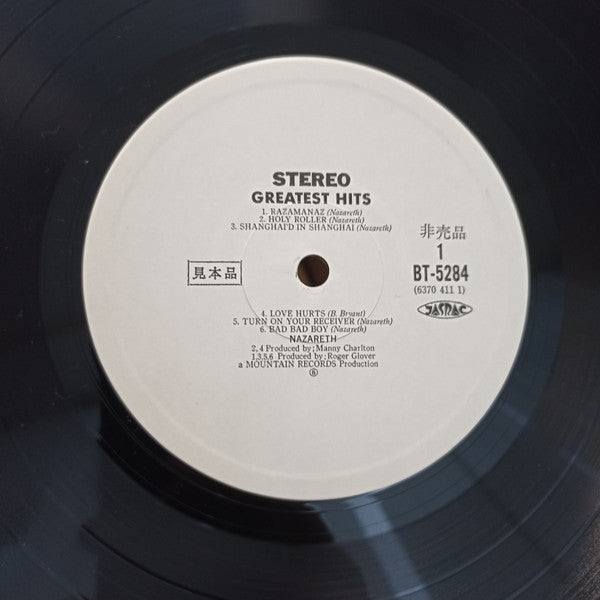 STEREO
GREATEST HITS
1. RAZAMANAZ (Nazareth)
2. HOLY ROLLER (Nazareth)
3. SHANGHAI'D IN SHANGHAI (Nazareth)
非売品
1
見本品
BT-5284
(6370 411 1)
JASRAC
4. LOVE HURTS (B. Bryant)
5. TURN ON YOUR RECEIVER (Nazareth)
6. BAD BAD BOY (Nazareth)
NAZARETH
2, 4 Produced by; Manny Charlton
1,3,5,6 Produced by; Roger Glover
a MOUNTAIN RECORDS Production